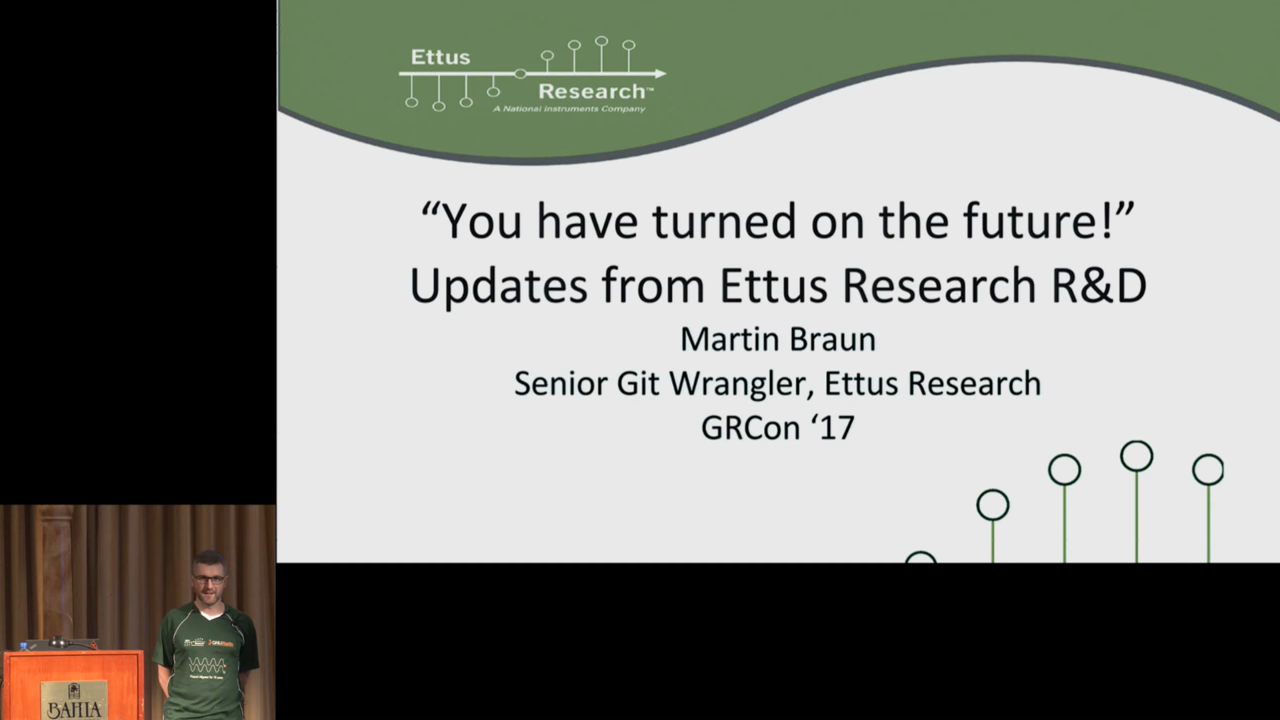 Ettus
Research™
A National Instruments Company
“You have turned on the future!”
Updates from Ettus Research R&D
Martin Braun
Senior Git Wrangler, Ettus Research
GRCon ‘17
BAHIA